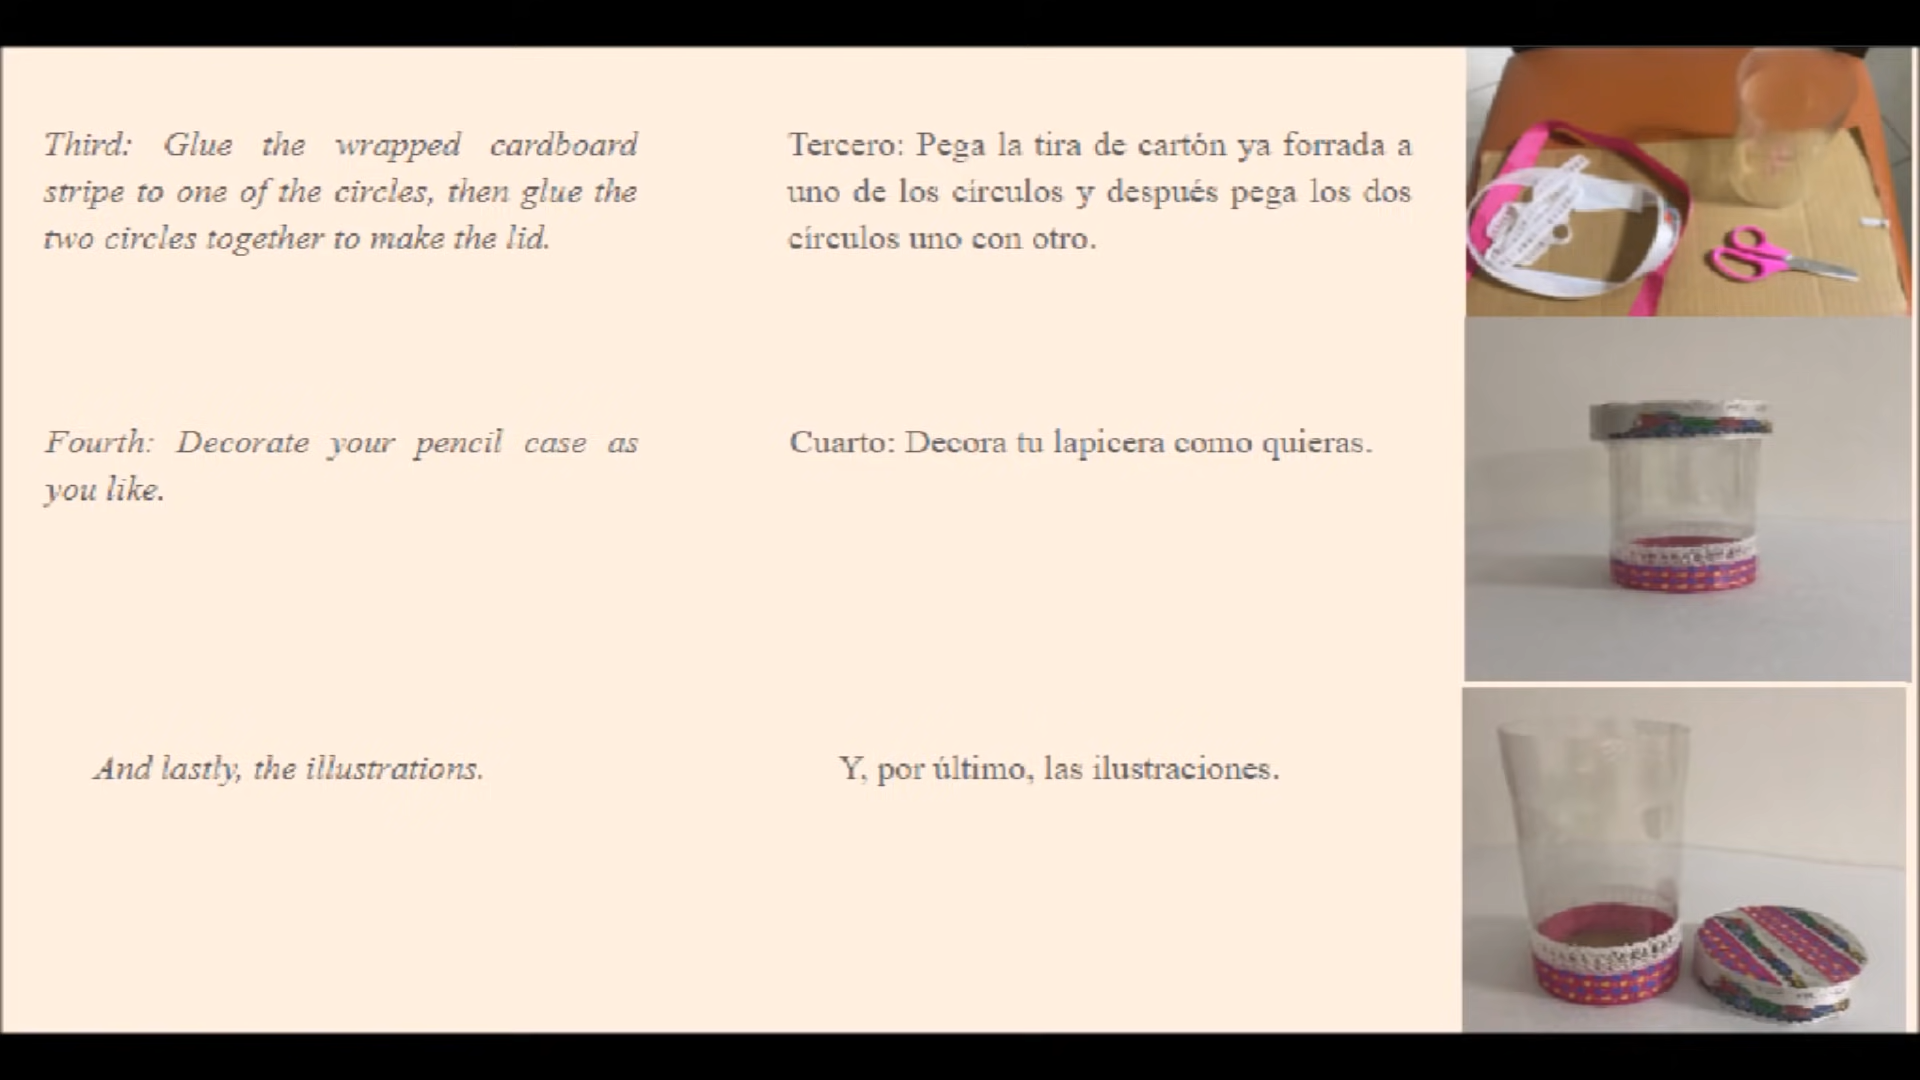 Third: Glue the wrapped cardboard
stripe to one of the circles, then glue the
two circles together to make the lid.
Tercero: Pega la tira de cartón ya forrada a
uno de los círculos y después pega los dos
círculos uno con otro.
Fourth: Decorate your pencil case as
you like.
Cuarto: Decora tu lapicera como quieras.
And lastly, the illustrations.
Y, por último, las ilustraciones.